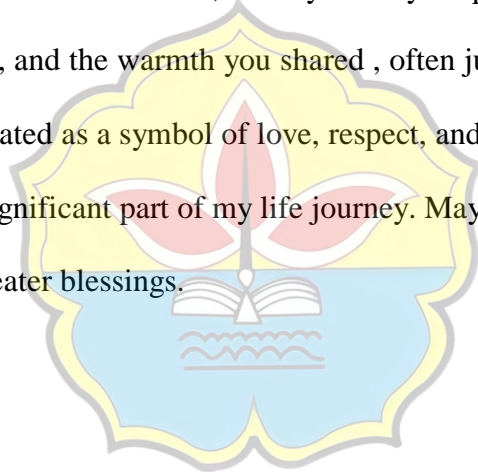 , and the warmth you shared , often ju
ated as a symbol of love, respect, and
gnificant part of my life journey. May
eater blessings.